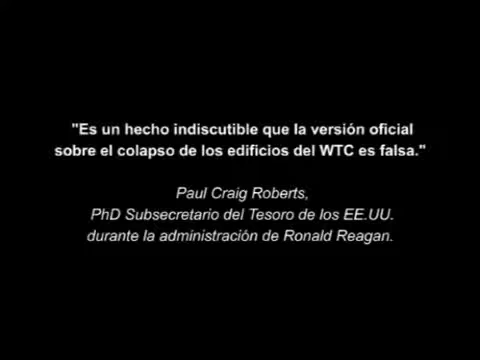 "Es un hecho indiscutible que la versión oficial
sobre el colapso de los edificios del WTC es falsa."
Paul Craig Roberts,
PhD Subsecretario del Tesoro de los EE.UU.
durante la administración de Ronald Reagan.